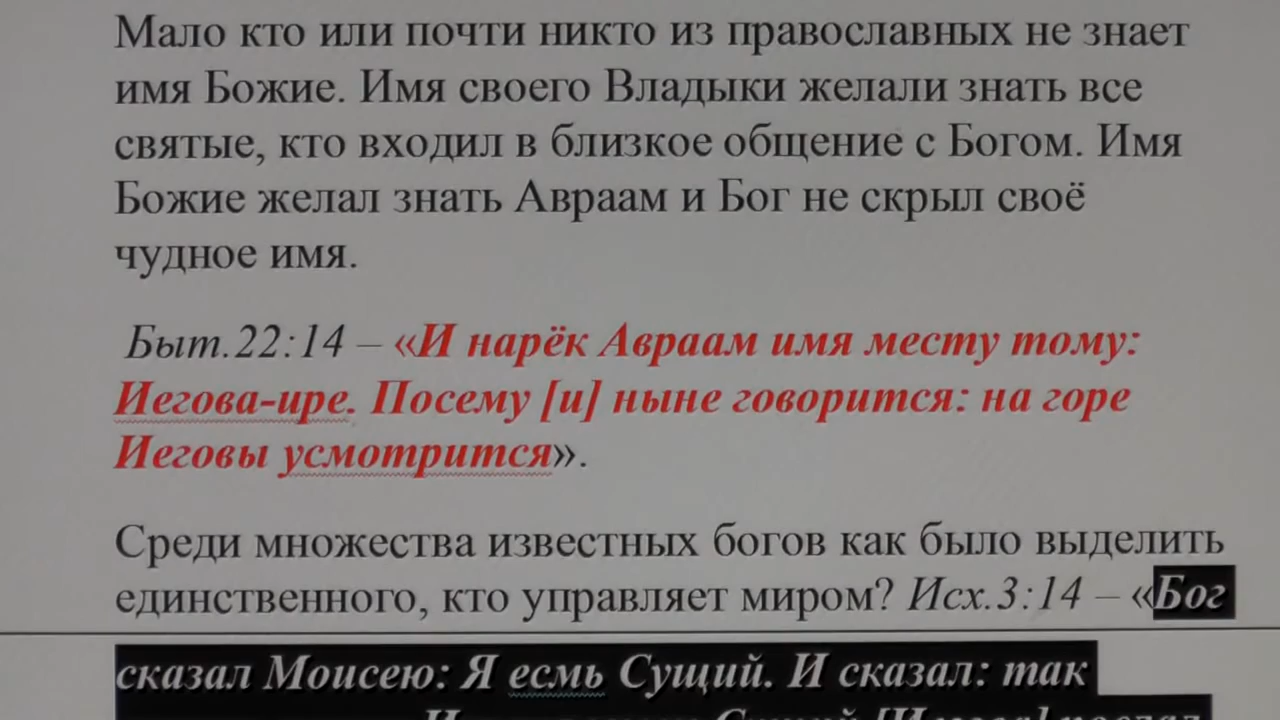 Мало кто или почти никто из православных не знает
имя Божие. Имя своего Владыки желали знать все
святые, кто входил в близкое общение с Богом. Имя
Божие желал знать Авраам и Бог не скрыл своё
чудное имя.
Быт.22:14 – «И нарёк Авраам имя месту тому:
Иегова-ире. Посему [и] ныне говорится: на горе
Иеговы усмотрится».
Среди множества известных богов как было выделить
единственного, кто управляет миром? Исх.3:14 – «Бог
сказал Моисею: Я есмь Сущий. И сказал: так